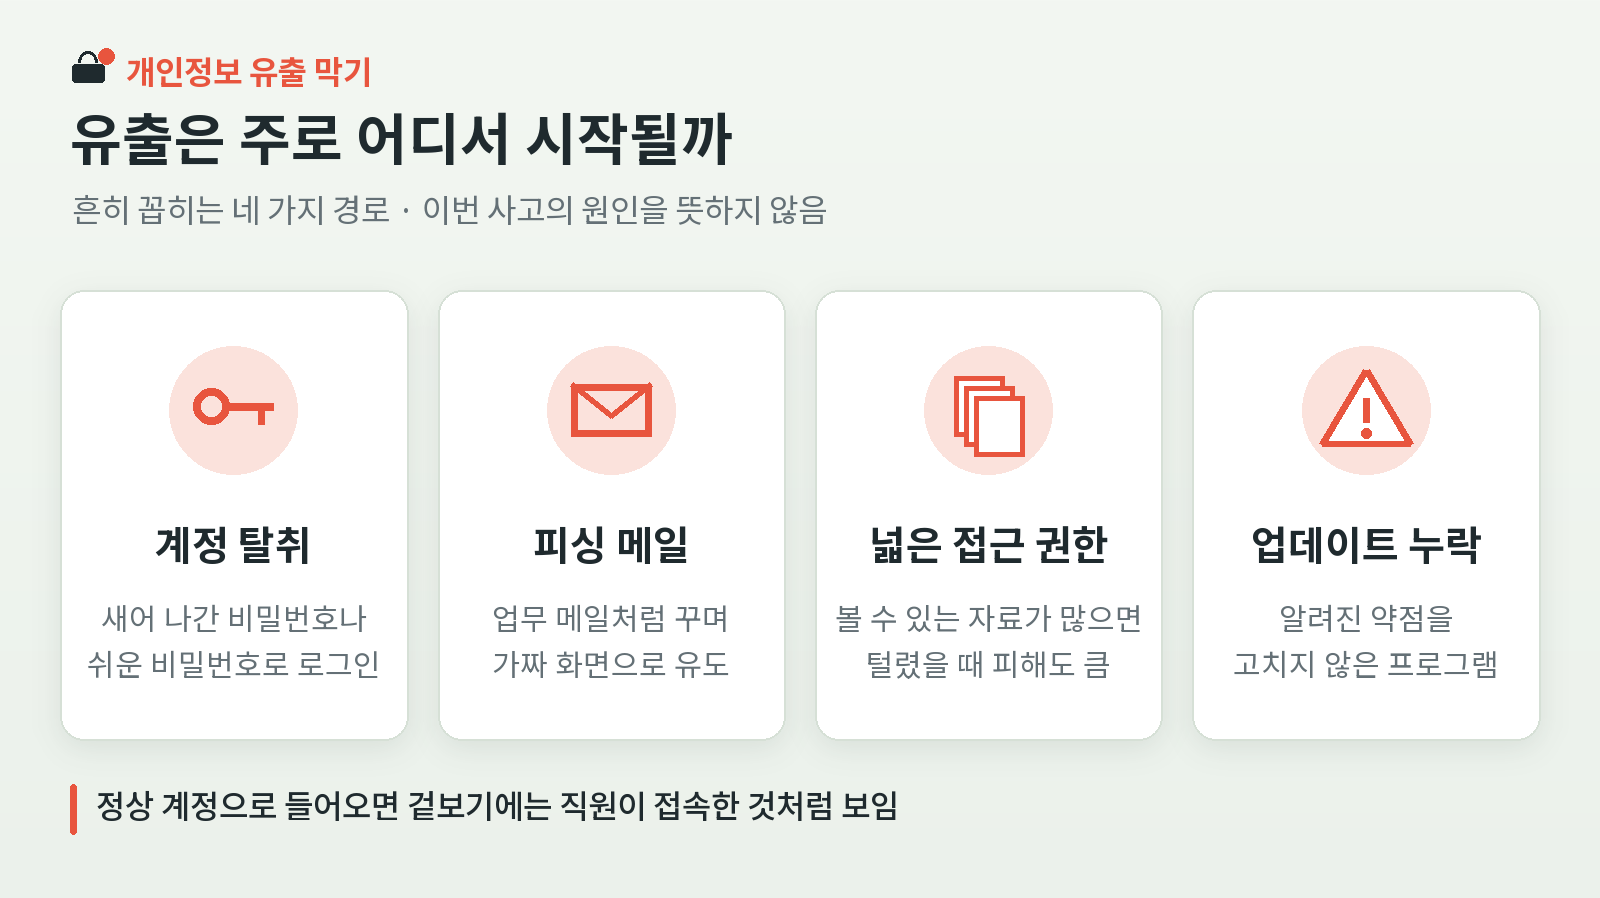 개인정보 유출 막기
유출은 주로 어디서 시작될까
흔히 꼽히는 네 가지 경로 · 이번 사고의 원인을 뜻하지 않음
계정 탈취
새어 나간 비밀번호나
쉬운 비밀번호로 로그인
피싱 메일
업무 메일처럼 꾸며
가짜 화면으로 유도
넓은 접근 권한
볼 수 있는 자료가 많으면
털렸을 때 피해도 큼
업데이트 누락
알려진 약점을
고치지 않은 프로그램
정상 계정으로 들어오면 겉보기에는 직원이 접속한 것처럼 보임